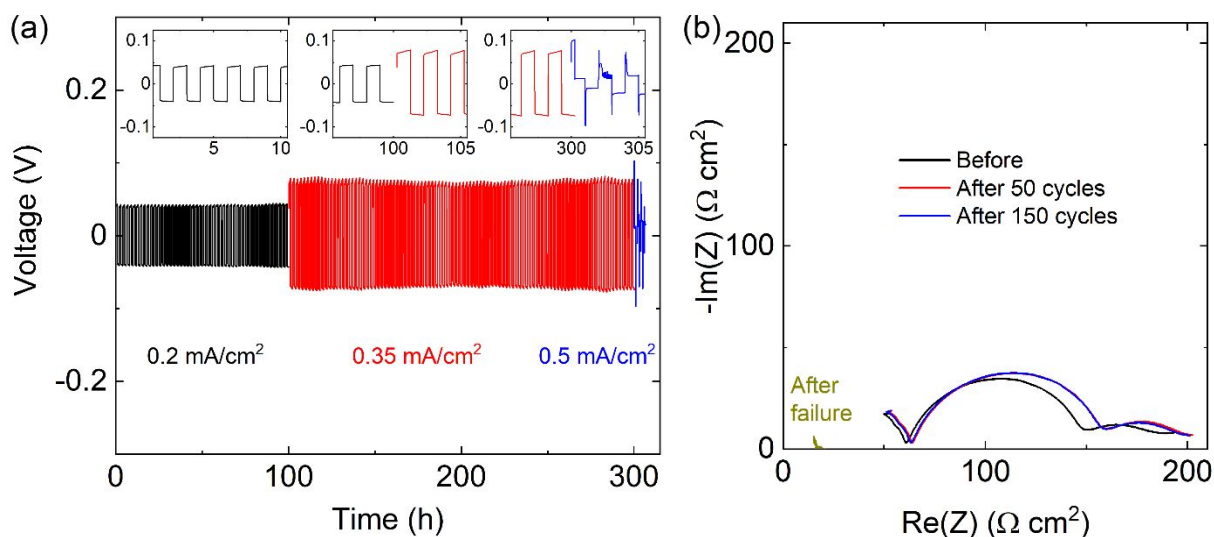 (a)
0.1
0
-0.1
5
10
0.1
0
-0.1
100
105
0.1
0
-0.1
300
305
0.2
0
-0.2
Voltage (V)
0.2 mA/cm²
0.35 mA/cm²
0.5 mA/cm²
0
100
200
300
Time (h)
(b)
200
100
0
-Im(Z) (Ω cm²)
Before
After 50 cycles
After 150 cycles
After
failure
0
100
200
Re(Z) (Ω cm²)